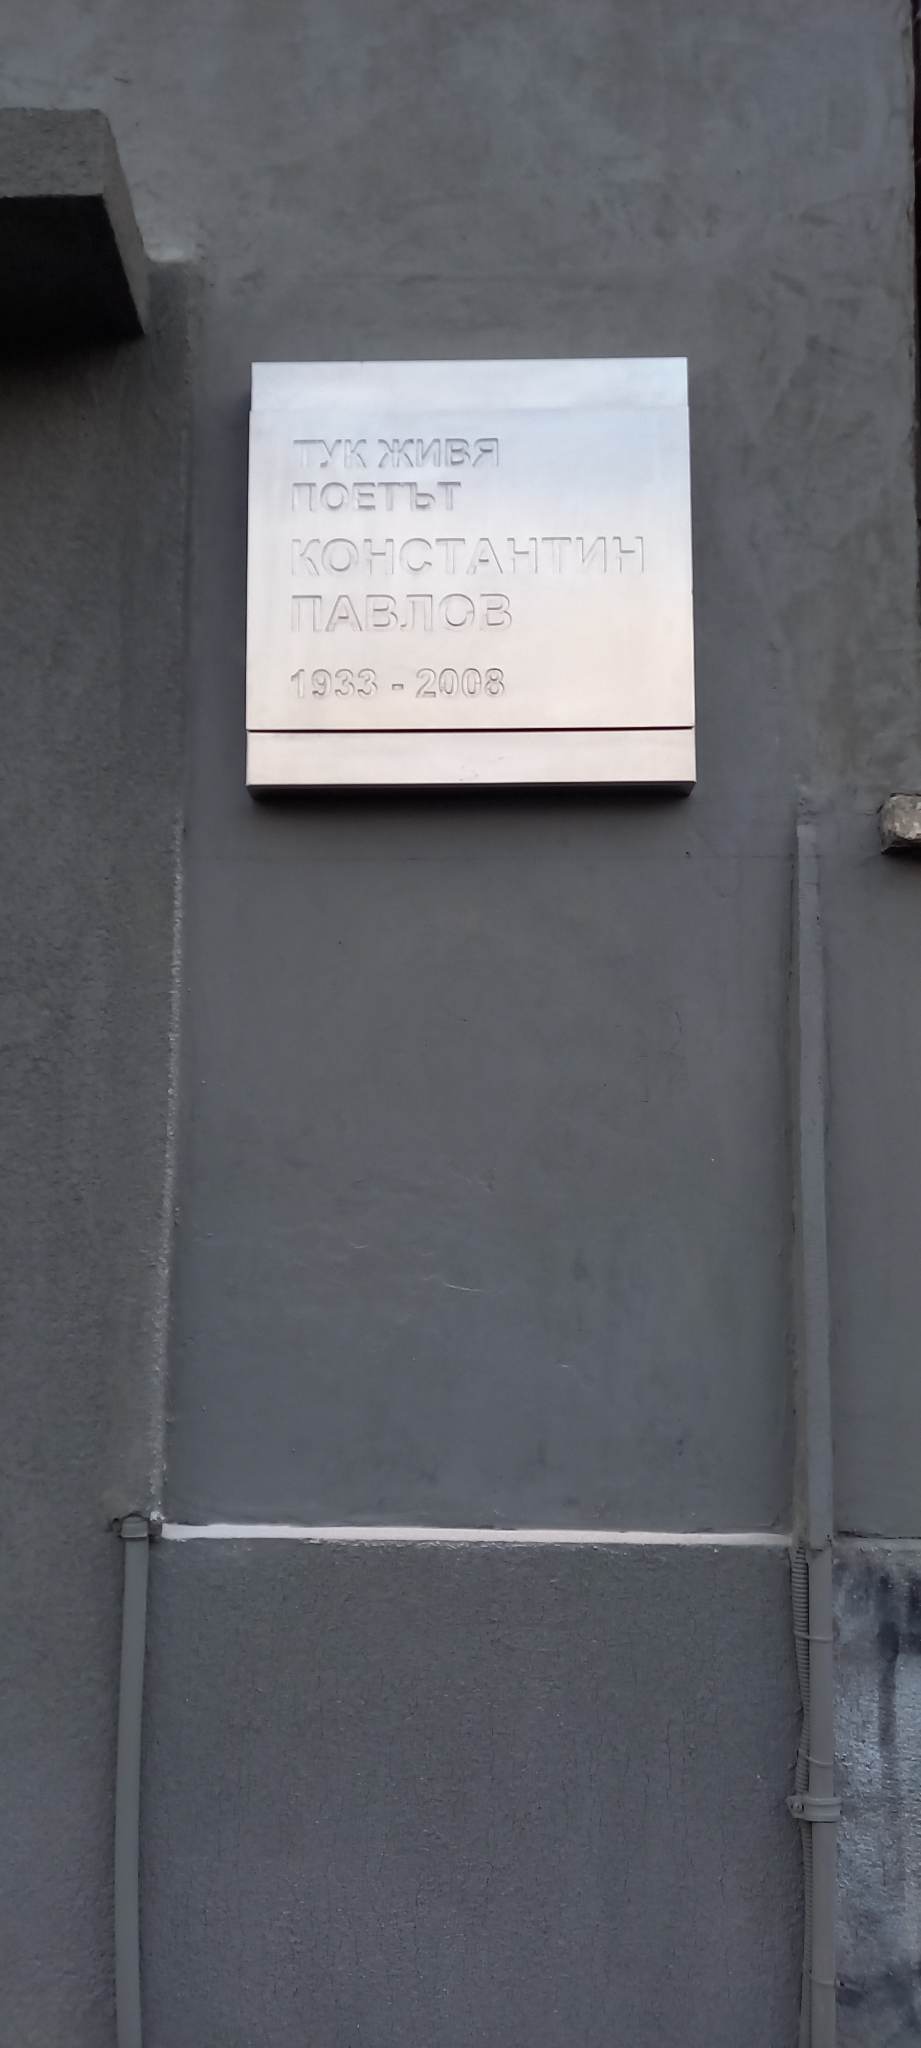 ТУК ЖИВЯ
ПОЕТЪТ
КОНСТАНТИН
ПАВЛОВ
1933 - 2008